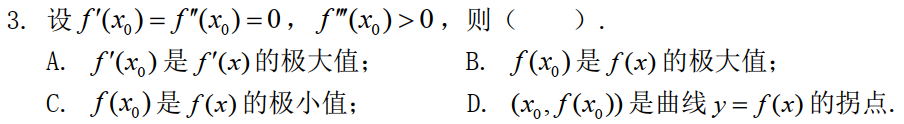 3. 设 f′(x₀) = f″(x₀) = 0， f‴(x₀) > 0，则（　　）.
A. f′(x₀) 是 f′(x) 的极大值； B. f(x₀) 是 f(x) 的极大值；
C. f(x₀) 是 f(x) 的极小值； D. (x₀, f(x₀)) 是曲线 y = f(x) 的拐点.